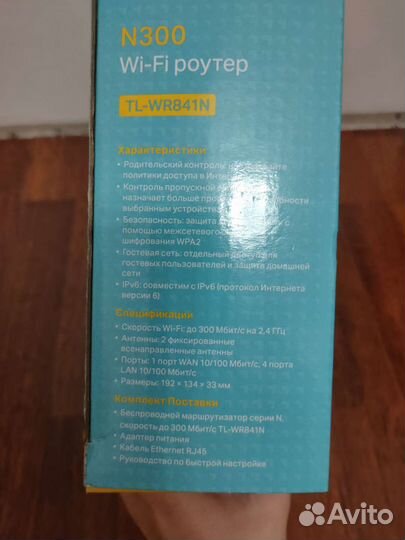 N300
Wi-Fi роутер
TL-WR841N
Характеристики
• Родительский контроль:
политики доступа в Интер
• Контроль пропускной с
назначает больше про ности
выбранным устройств
• Безопасность: защита с
помощью межсетевого
шифрования WPA2
• Гостевая сеть: отдельный для
гостевых пользователей и защита домашней
сети
• IPv6: совместим с IPv6 (протокол Интернета
версии 6)
Спецификации
• Скорость Wi-Fi: до 300 Мбит/с на 2,4 ГГц
• Антенны: 2 фиксированные
всенаправленные антенны
• Порты: 1 порт WAN 10/100 Мбит/с, 4 порта
LAN 10/100 Мбит/с
• Размеры: 192 × 134 × 33 мм
Комплект Поставки
• Беспроводной маршрутизатор серии N,
скорость до 300 Мбит/с TL-WR841N
• Адаптер питания
• Кабель Ethernet RJ45
• Руководство по быстрой настройке
Avito